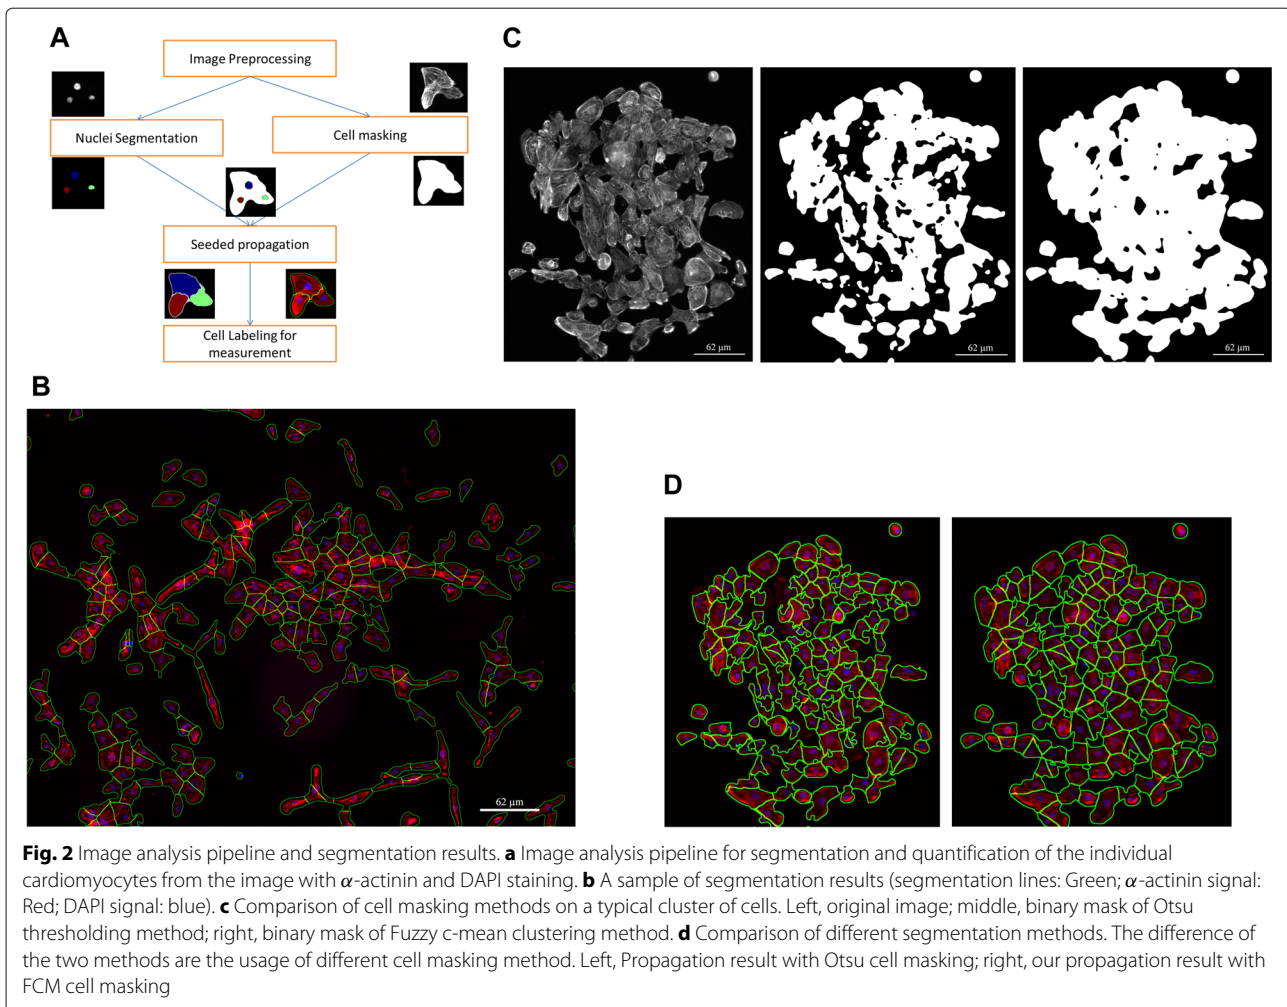 A
Image Preprocessing
Nuclei Segmentation
Cell masking
Seeded propagation
Cell Labeling for
measurement
C
62 μm
62 μm
62 μm
B
62 μm
D
Fig. 2 Image analysis pipeline and segmentation results. a Image analysis pipeline for segmentation and quantification of the individual
cardiomyocytes from the image with α-actinin and DAPI staining. b A sample of segmentation results (segmentation lines: Green; α-actinin signal:
Red; DAPI signal: blue). c Comparison of cell masking methods on a typical cluster of cells. Left, original image; middle, binary mask of Otsu
thresholding method; right, binary mask of Fuzzy c-mean clustering method. d Comparison of different segmentation methods. The difference of
the two methods are the usage of different cell masking method. Left, Propagation result with Otsu cell masking; right, our propagation result with
FCM cell masking